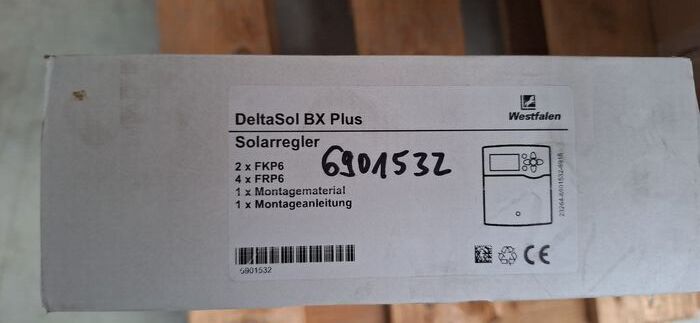 DeltaSol BX Plus
Westfalen
Solarregler
2 x FKP6
4 x FRP6
1 x Montagematerial
1 x Montageanleitung
6901532
6901532
CE